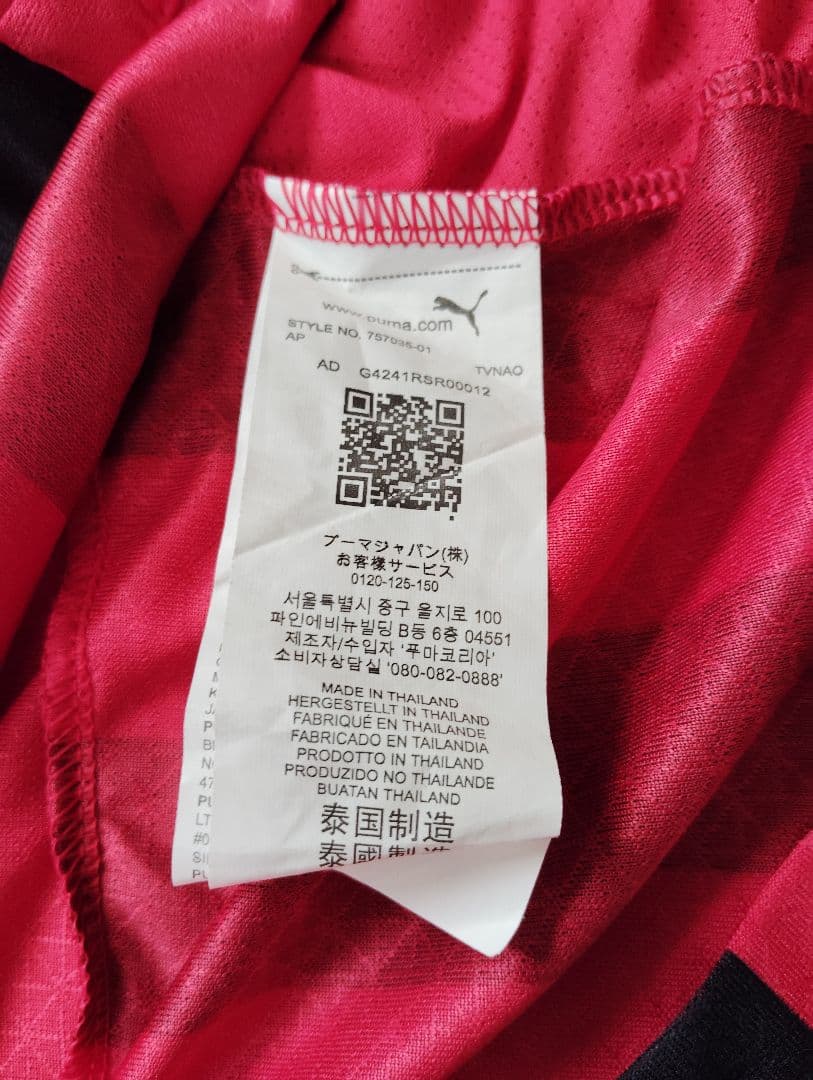 www.puma.com
STYLE NO. 757035-01
AP
AD G4241RSR00012 TVNAO
プーマジャパン(株)
お客様サービス
0120-125-150
서울특별시 중구 을지로 100
파인에비뉴빌딩 B동 6층 04551
제조자/수입자 '푸마코리아'
소비자상담실 '080-082-0888'
MADE IN THAILAND
HERGESTELLT IN THAILAND
FABRIQUÉ EN THAILANDE
FABRICADO EN TAILANDIA
PRODOTTO IN THAILAND
PRODUZIDO NO THAILANDE
BUATAN THAILAND
泰国制造
泰國製造